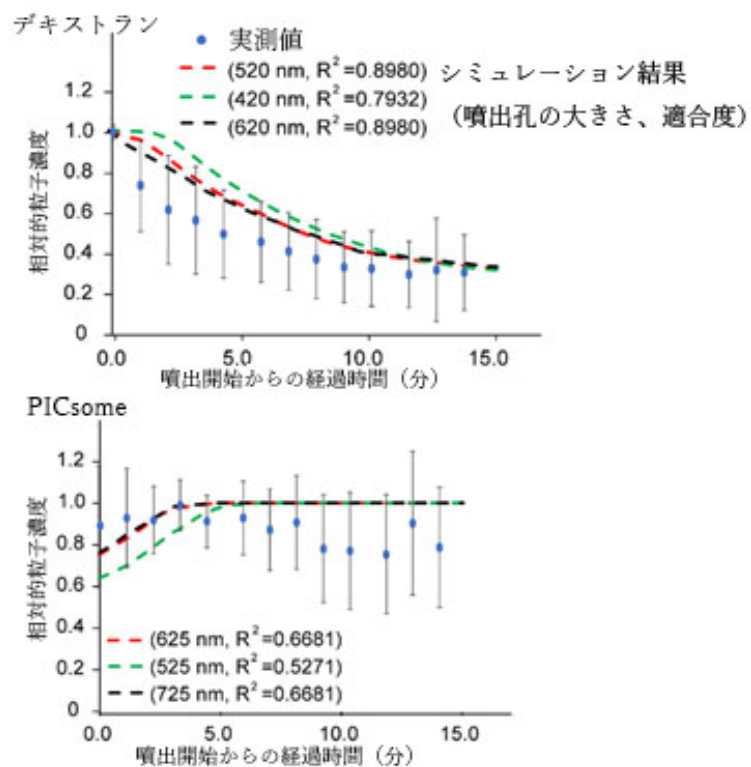 デキストラン
実測値
(520 nm, R²=0.8980) シミュレーション結果
(420 nm, R²=0.7932) (噴出孔の大きさ、適合度)
(620 nm, R²=0.8980)
1.2
1.0
0.8
0.6
0.4
0.2
0
相対的粒子濃度
0.0 5.0 10.0 15.0
噴出開始からの経過時間(分)
PICsome
1.2
1.0
0.8
0.6
0.4
0.2
0
相対的粒子濃度
(625 nm, R²=0.6681)
(525 nm, R²=0.5271)
(725 nm, R²=0.6681)
0.0 5.0 10.0 15.0
噴出開始からの経過時間(分)